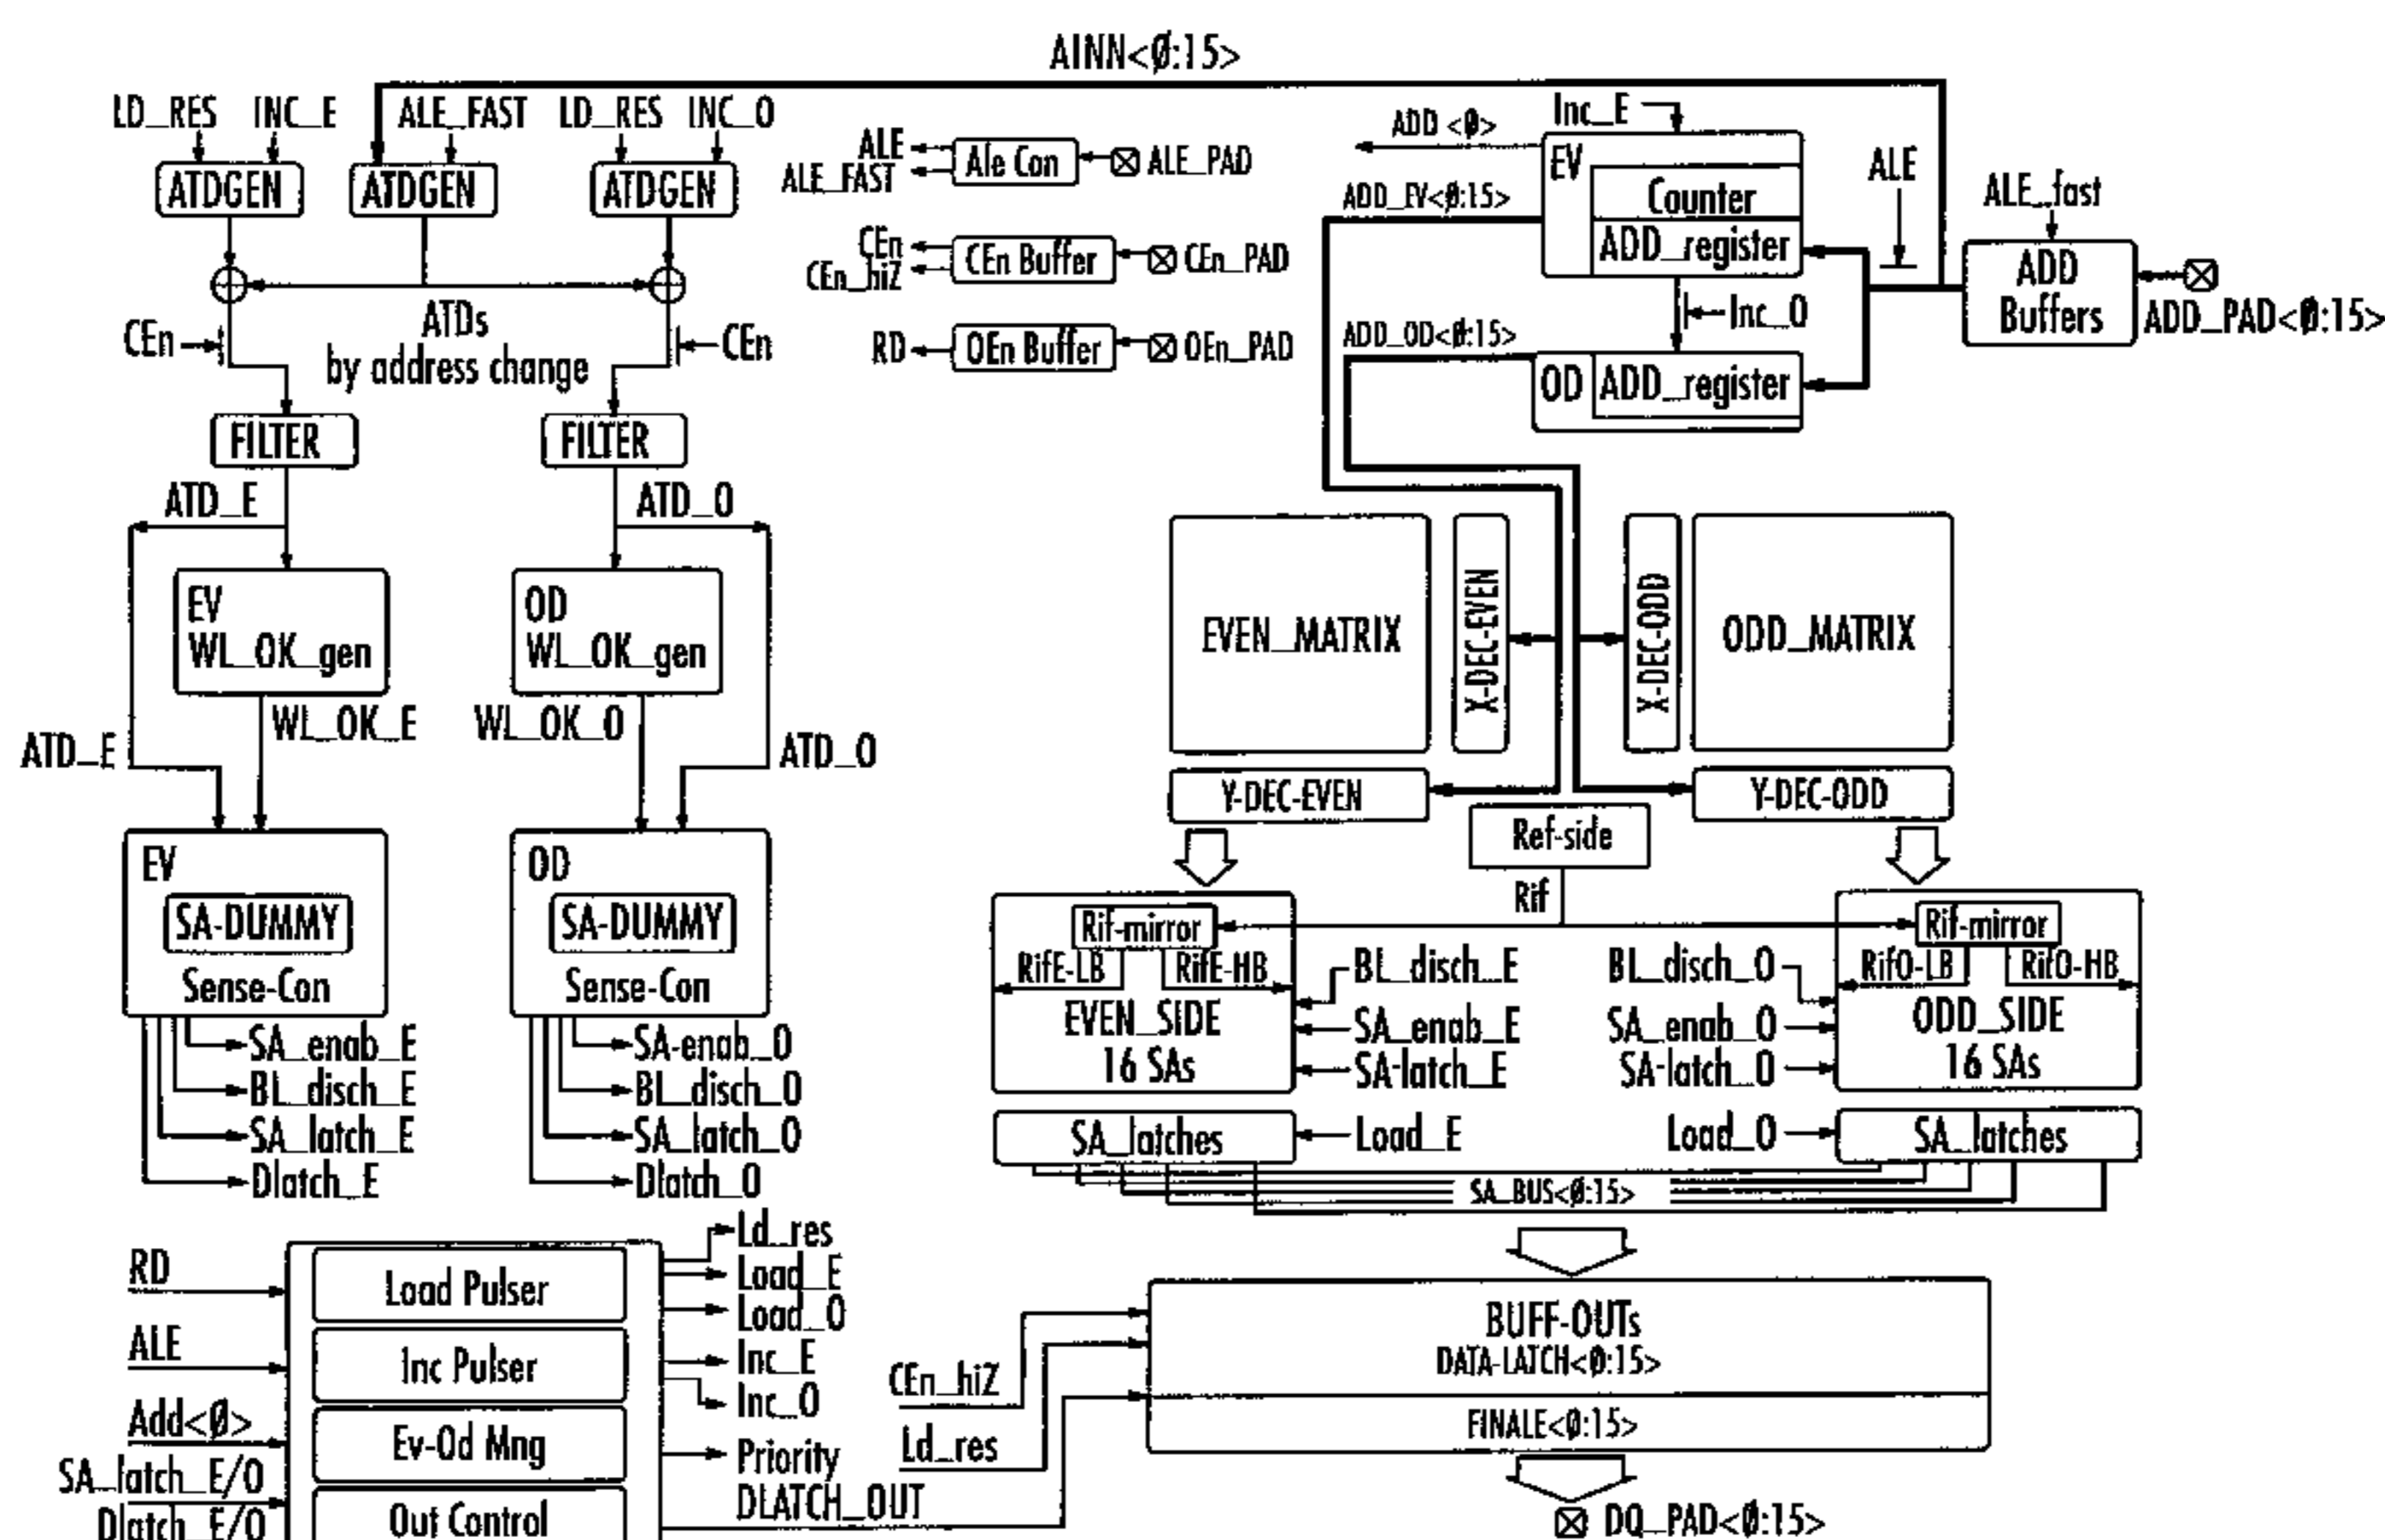 AINN<Ø:15>
LD_RES INC_E ALE_FAST LD_RES INC_O
ATDGEN ATDGEN ATDGEN
CEn
ATDs
by address change
CEn
FILTER FILTER
ATD_E ATD_O
EV
WL_OK_gen
OD
WL_OK_gen
WL_OK_E WL_OK_O
ATD_E ATD_O
EV
SA-DUMMY
Sense-Con
OD
SA-DUMMY
Sense-Con
SA_enab_E
BL_disch_E
SA_latch_E
Dlatch_E
SA-enab_O
BL_disch_O
SA_latch_O
Dlatch_O
ALE
ALE_FAST
Ale Con
ALE_PAD
CEn
CEn_hiZ
CEn Buffer
CEn_PAD
RD
OEn Buffer
OEn_PAD
ADD <Ø>
Inc_E
EV
Counter
ADD_register
ADD_EV<Ø:15>
Inc_O
ADD_OD<Ø:15>
OD ADD_register
ALE
ALE_fast
ADD
Buffers
ADD_PAD<Ø:15>
EVEN_MATRIX
X-DEC-EVEN
X-DEC-ODD
ODD_MATRIX
Y-DEC-EVEN
Y-DEC-ODD
Ref-side
Rif
Rif-mirror
RifE-LB RifE-HB
EVEN_SIDE
16 SAs
BL_disch_E
SA_enab_E
SA-latch_E
BL_disch_O
SA_enab_O
SA-latch_O
Rif-mirror
RifO-LB RifO-HB
ODD_SIDE
16 SAs
SA_latches
Load_E
Load_O
SA_latches
SA_BUS<Ø:15>
RD
ALE
Add<Ø>
SA_latch_E/O
Dlatch_E/O
Load Pulser
Inc Pulser
Ev-Od Mng
Out Control
Ld_res
Load_E
Load_O
Inc_E
Inc_O
Priority
DLATCH_OUT
CEn_hiZ
Ld_res
BUFF-OUTs
DATA-LATCH<Ø:15>
FINALE<Ø:15>
DQ_PAD<Ø:15>